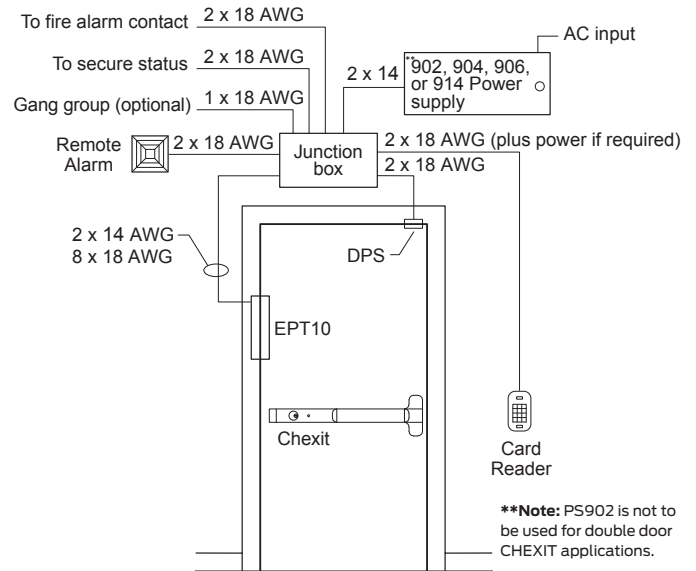 To fire alarm contact
2 x 18 AWG
AC input
To secure status
2 x 18 AWG
2 x 14
**902, 904, 906,
or 914 Power
supply
Gang group (optional)
1 x 18 AWG
Remote
Alarm
2 x 18 AWG
Junction
box
2 x 18 AWG (plus power if required)
2 x 18 AWG
2 x 14 AWG
8 x 18 AWG
DPS
EPT10
Chexit
Card
Reader
**Note: PS902 is not to
be used for double door
CHEXIT applications.